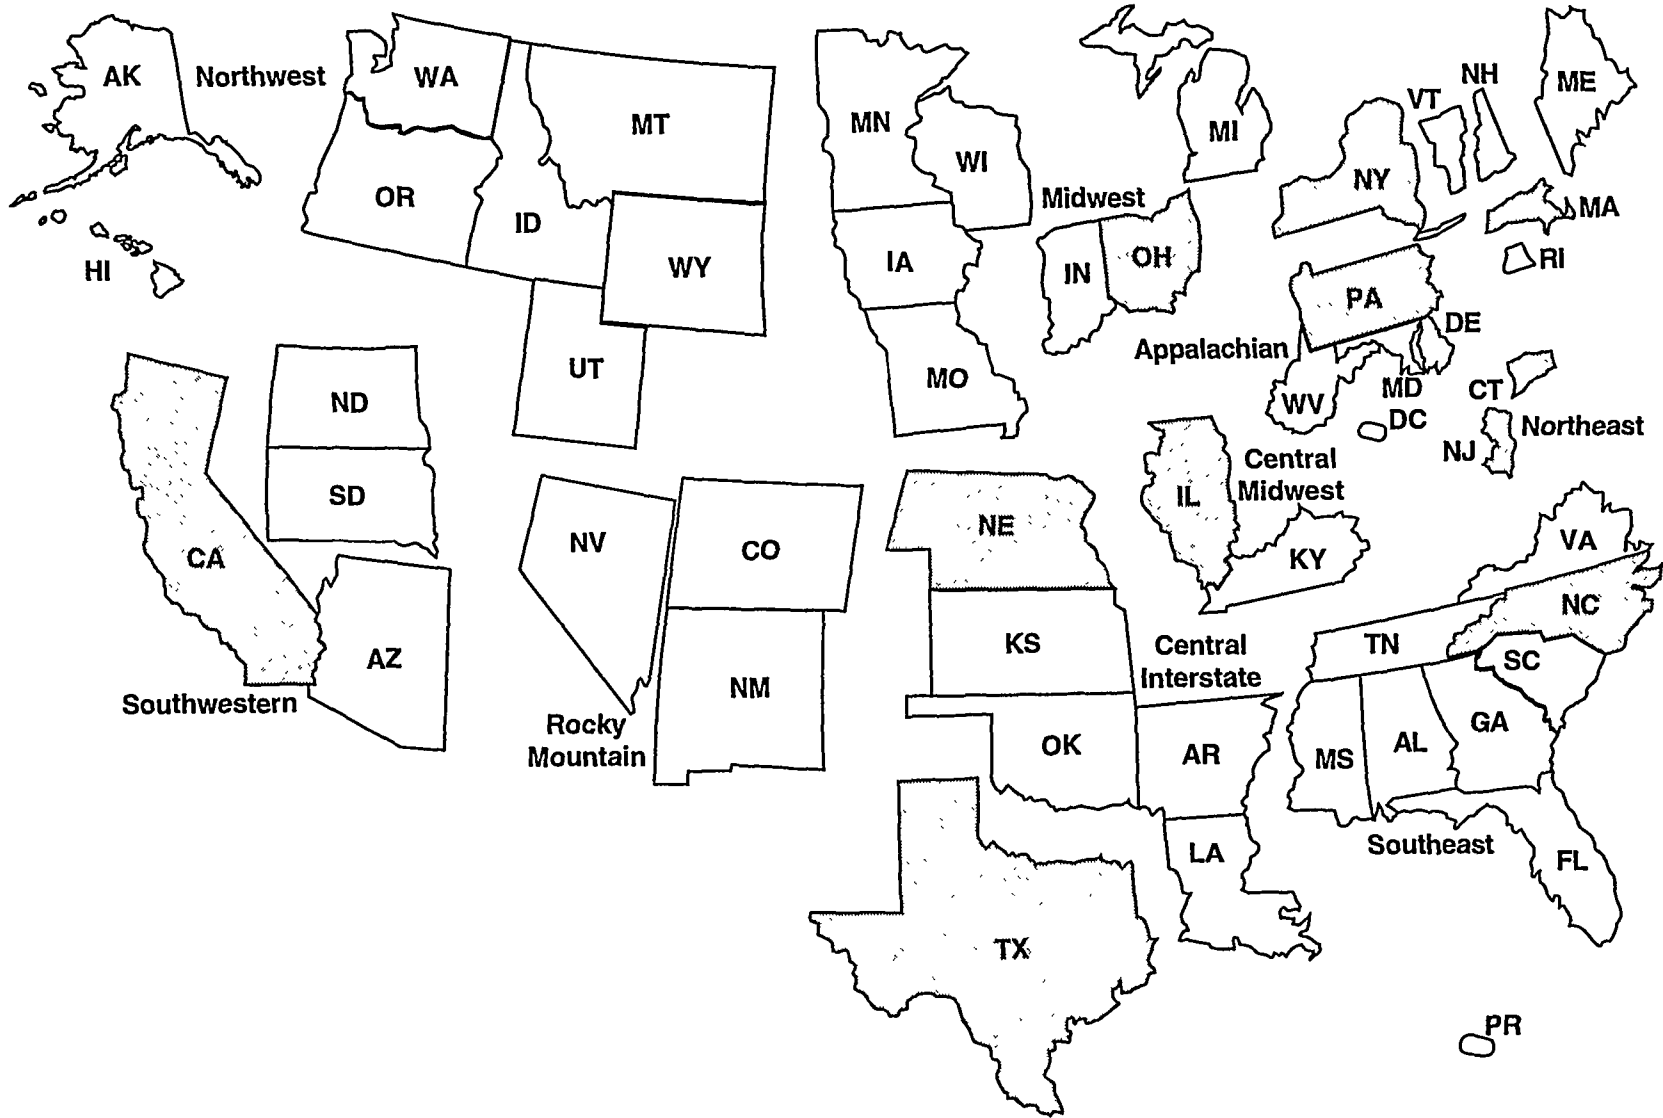 AK
Northwest
WA
MT
OR
ID
WY
HI
UT
ND
SD
CA
AZ
Southwestern
NV
CO
NM
Rocky
Mountain
MN
WI
MI
Midwest
IA
IN
OH
MO
NY
VT
NH
ME
MA
RI
PA
DE
Appalachian
MD
WV
DC
CT
NJ
Northeast
IL
Central
Midwest
KY
NE
KS
OK
TX
Central
Interstate
AR
LA
VA
NC
TN
SC
GA
AL
MS
Southeast
FL
PR